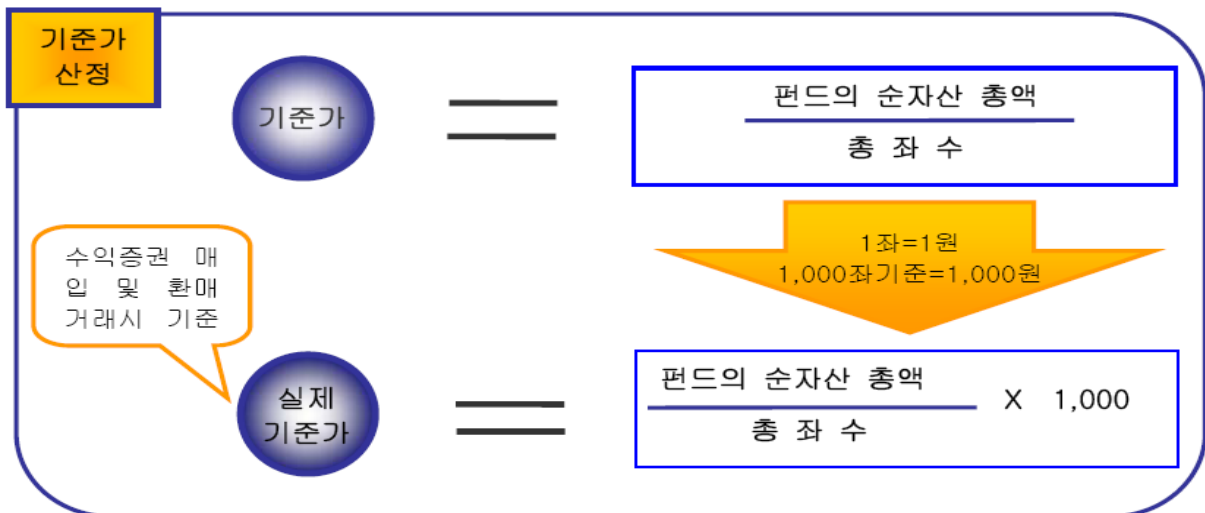 기준가
산정
기준가
펀드의 순자산 총액
총 좌 수
1좌=1원
1,000좌기준=1,000원
수익증권 매
입 및 환매
거래시 기준
실제
기준가
펀드의 순자산 총액
총 좌 수
X 1,000